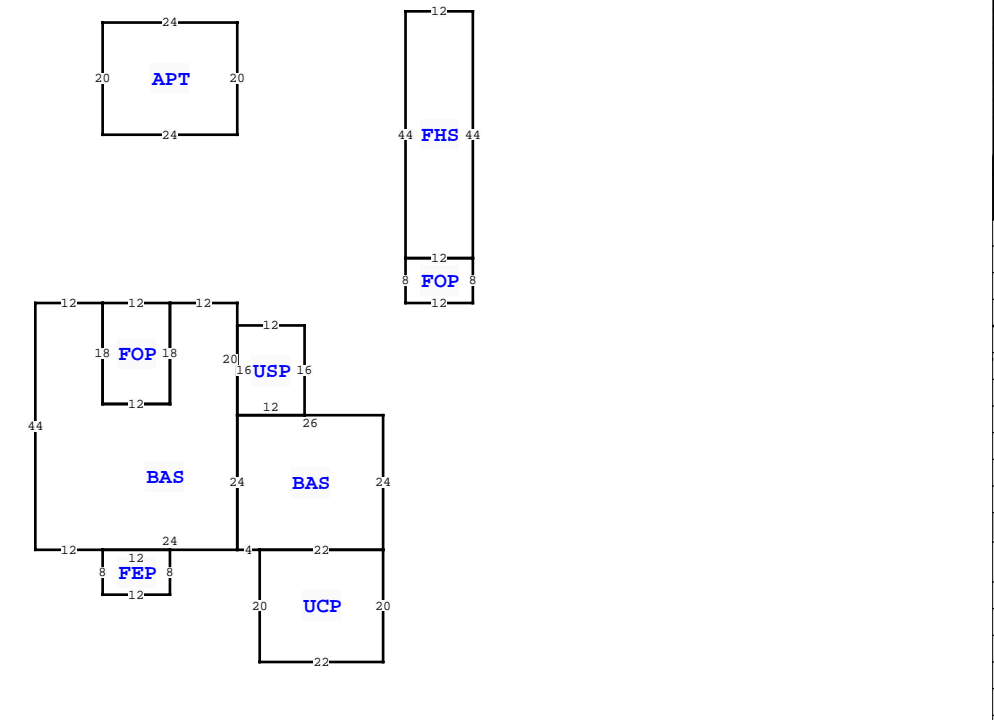 12
24
20 APT 20
24
44 FHS 44
12
8 FOP 8
12
12 12 12
12
18 FOP 18
20
16 USP 16
12
12
26
44
BAS
24 BAS 24
12 24 4 22
12
8 FEP 8
12
20 UCP 20
22